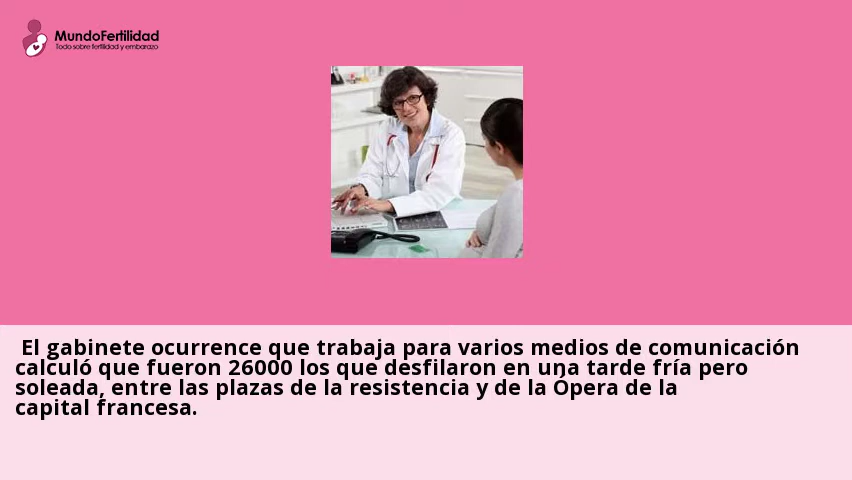 MundoFertilidad
Todo sobre fertilidad y embarazo
El gabinete ocurrence que trabaja para varios medios de comunicación
calculó que fueron 26000 los que desfilaron en una tarde fría pero
soleada, entre las plazas de la resistencia y de la Ópera de la
capital francesa.